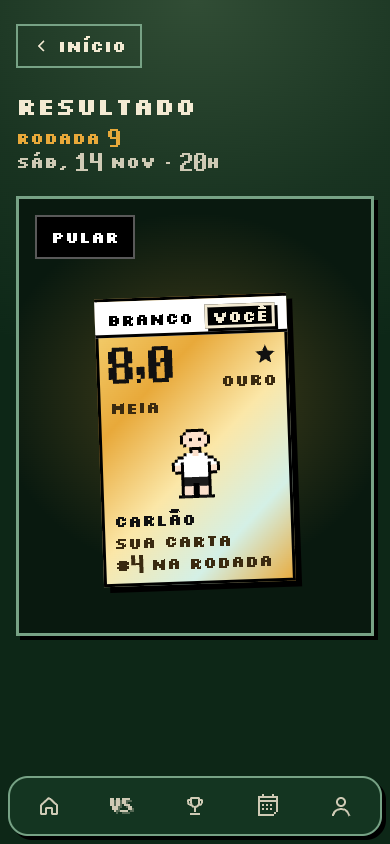 INÍCIO
RESULTADO
RODADA 9
SÁB, 14 NOV · 20H
PULAR
BRANCO VOCÊ
8,0
OURO
MEIA
CARLÃO
SUA CARTA
#4 NA RODADA
VS